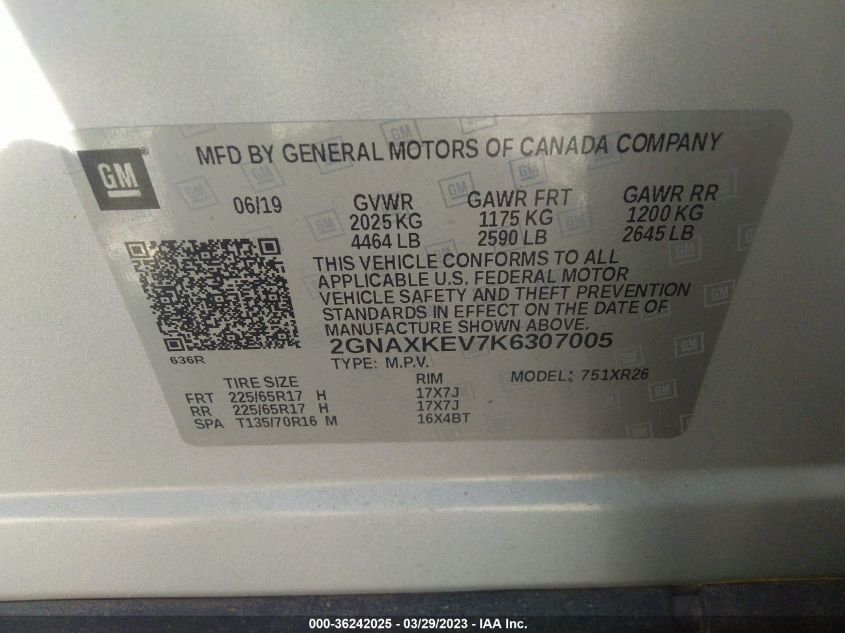 GM
MFD BY GENERAL MOTORS OF CANADA COMPANY
06/19 GVWR GAWR FRT GAWR RR
2025 KG 1175 KG 1200 KG
4464 LB 2590 LB 2645 LB
THIS VEHICLE CONFORMS TO ALL
APPLICABLE U.S. FEDERAL MOTOR
VEHICLE SAFETY AND THEFT PREVENTION
STANDARDS IN EFFECT ON THE DATE OF
MANUFACTURE SHOWN ABOVE.
636R
2GNAXKEV7K6307005
TYPE: M.P.V.
MODEL: 751XR26
TIRE SIZE RIM
FRT 225/65R17 H 17X7J
RR 225/65R17 H 17X7J
SPA T135/70R16 M 16X4BT
000-36242025 — 03/29/2023 — IAA Inc.